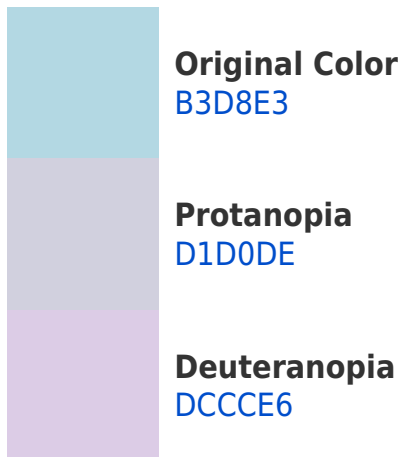 Original Color
B3D8E3
Protanopia
D1D0DE
Deuteranopia
DCCCE6